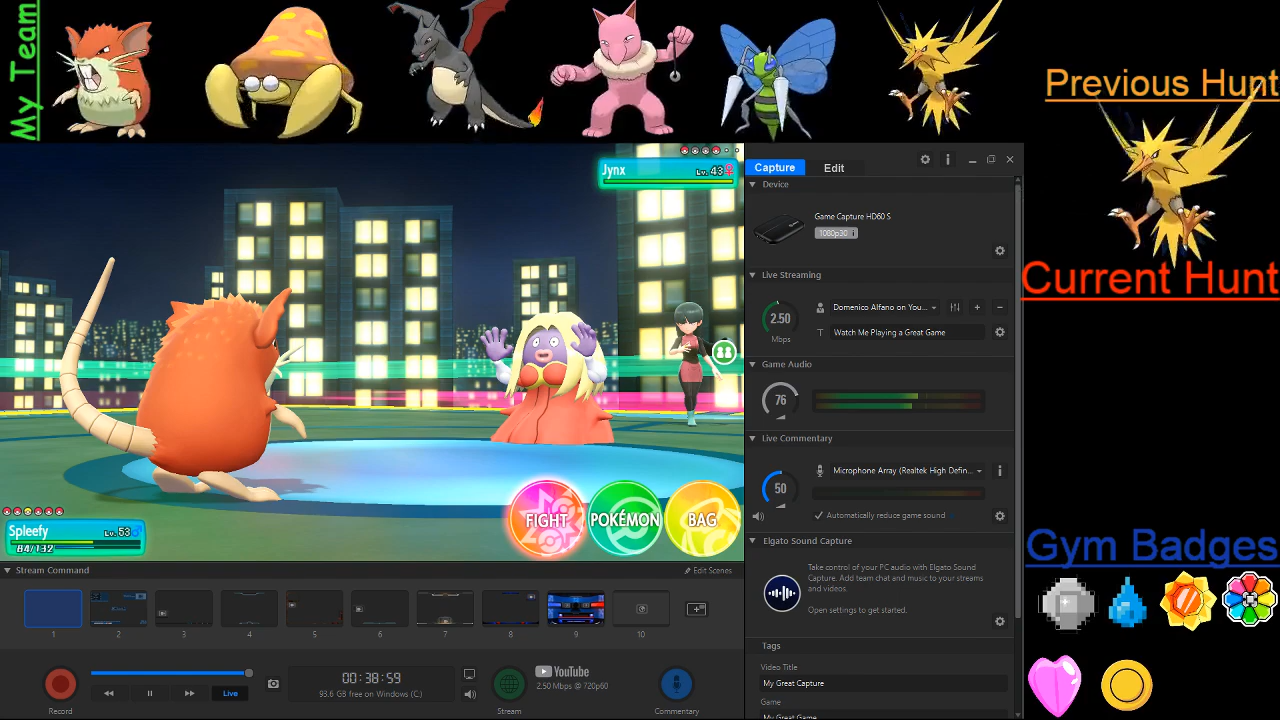 My Team
Previous Hunt
Current Hunt
Gym Badges
Jynx
Lv. 43♀
FIGHT
POKÉMON
BAG
Spleefy
Lv. 53♂
84/132
Capture
Edit
Device
Game Capture HD60 S
1080p30
Live Streaming
2.50
Mbps
Domenico Alfano on You...
Watch Me Playing a Great Game
Game Audio
76
Live Commentary
50
Microphone Array (Realtek High Defin...
Automatically reduce game sound
Elgato Sound Capture
Take control of your PC audio with Elgato Sound
Capture. Add team chat and music to your streams
and videos.
Open settings to get started.
Tags
Video Title
My Great Capture
Game
My Great Game
Stream Command
Edit Scenes
1
2
3
4
5
6
7
8
9
10
Live
Record
00:38:59
93.6 GB free on Windows (C:)
Stream
YouTube
2.50 Mbps @ 720p60
Commentary